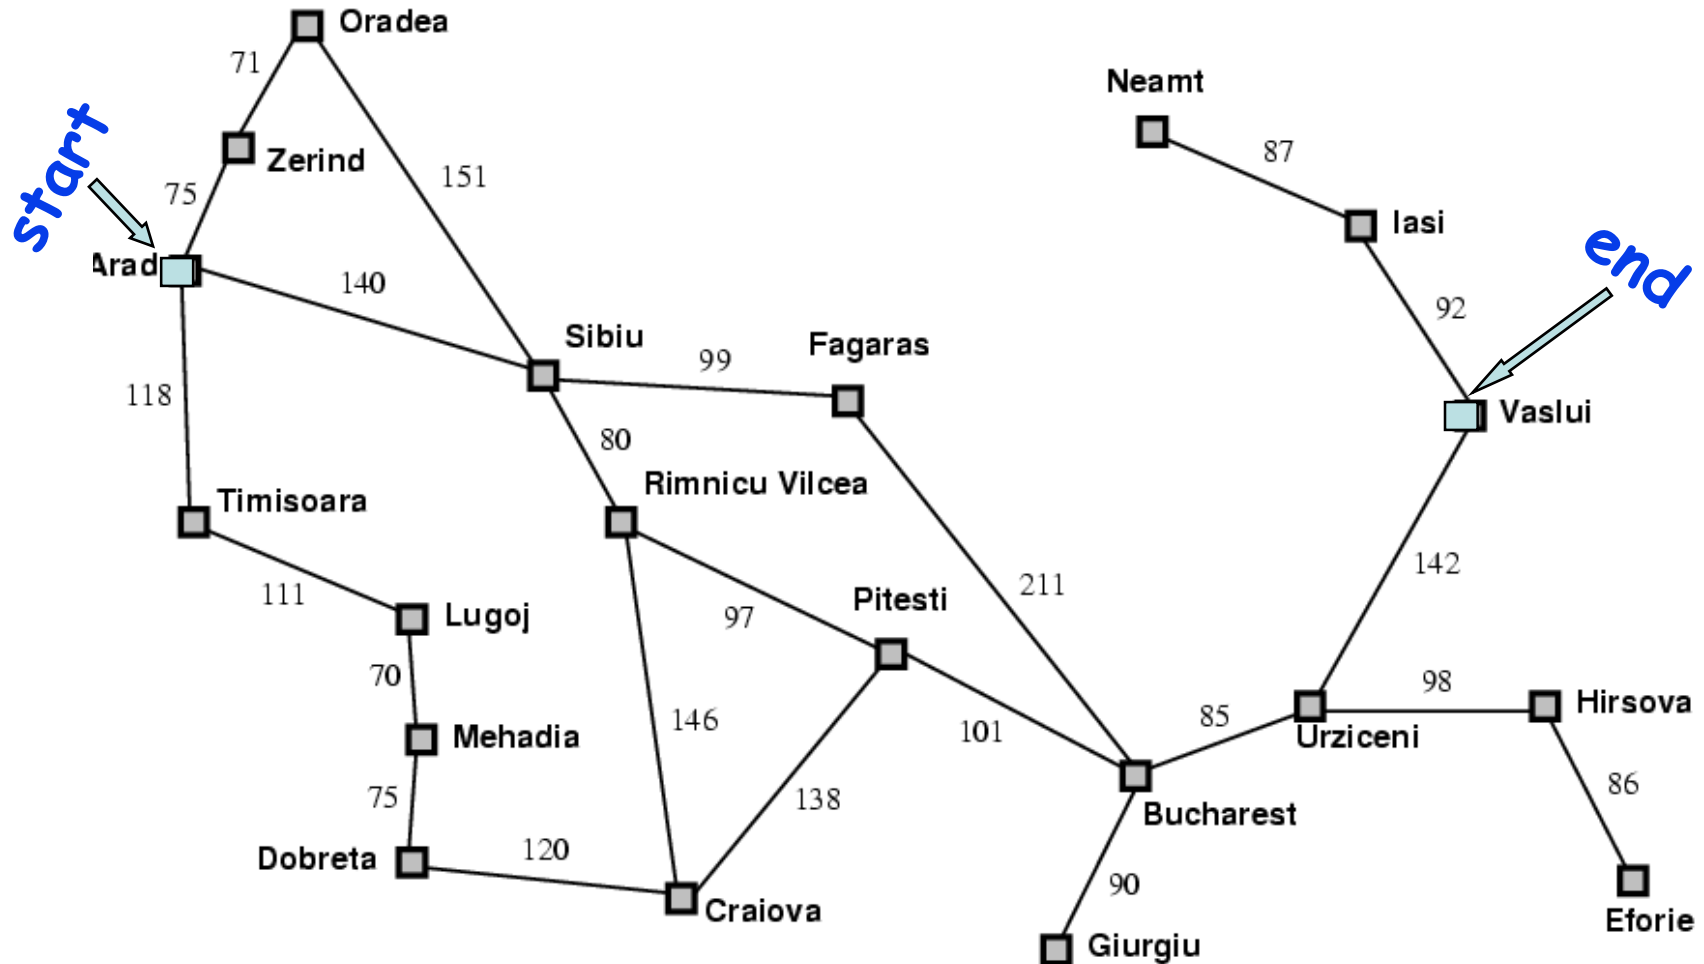 Oradea
71
Neamt
start
87
Zerind
151
75
Iasi
end
Arad
140
92
Sibiu
Fagaras
99
118
Vaslui
80
Rimnicu Vilcea
Timisoara
142
211
111
Pitesti
Lugoj
97
70
98
Hirsova
146
85
101
Mehadia
Urziceni
75
138
86
Bucharest
120
Dobreta
90
Craiova
Eforie
Giurgiu